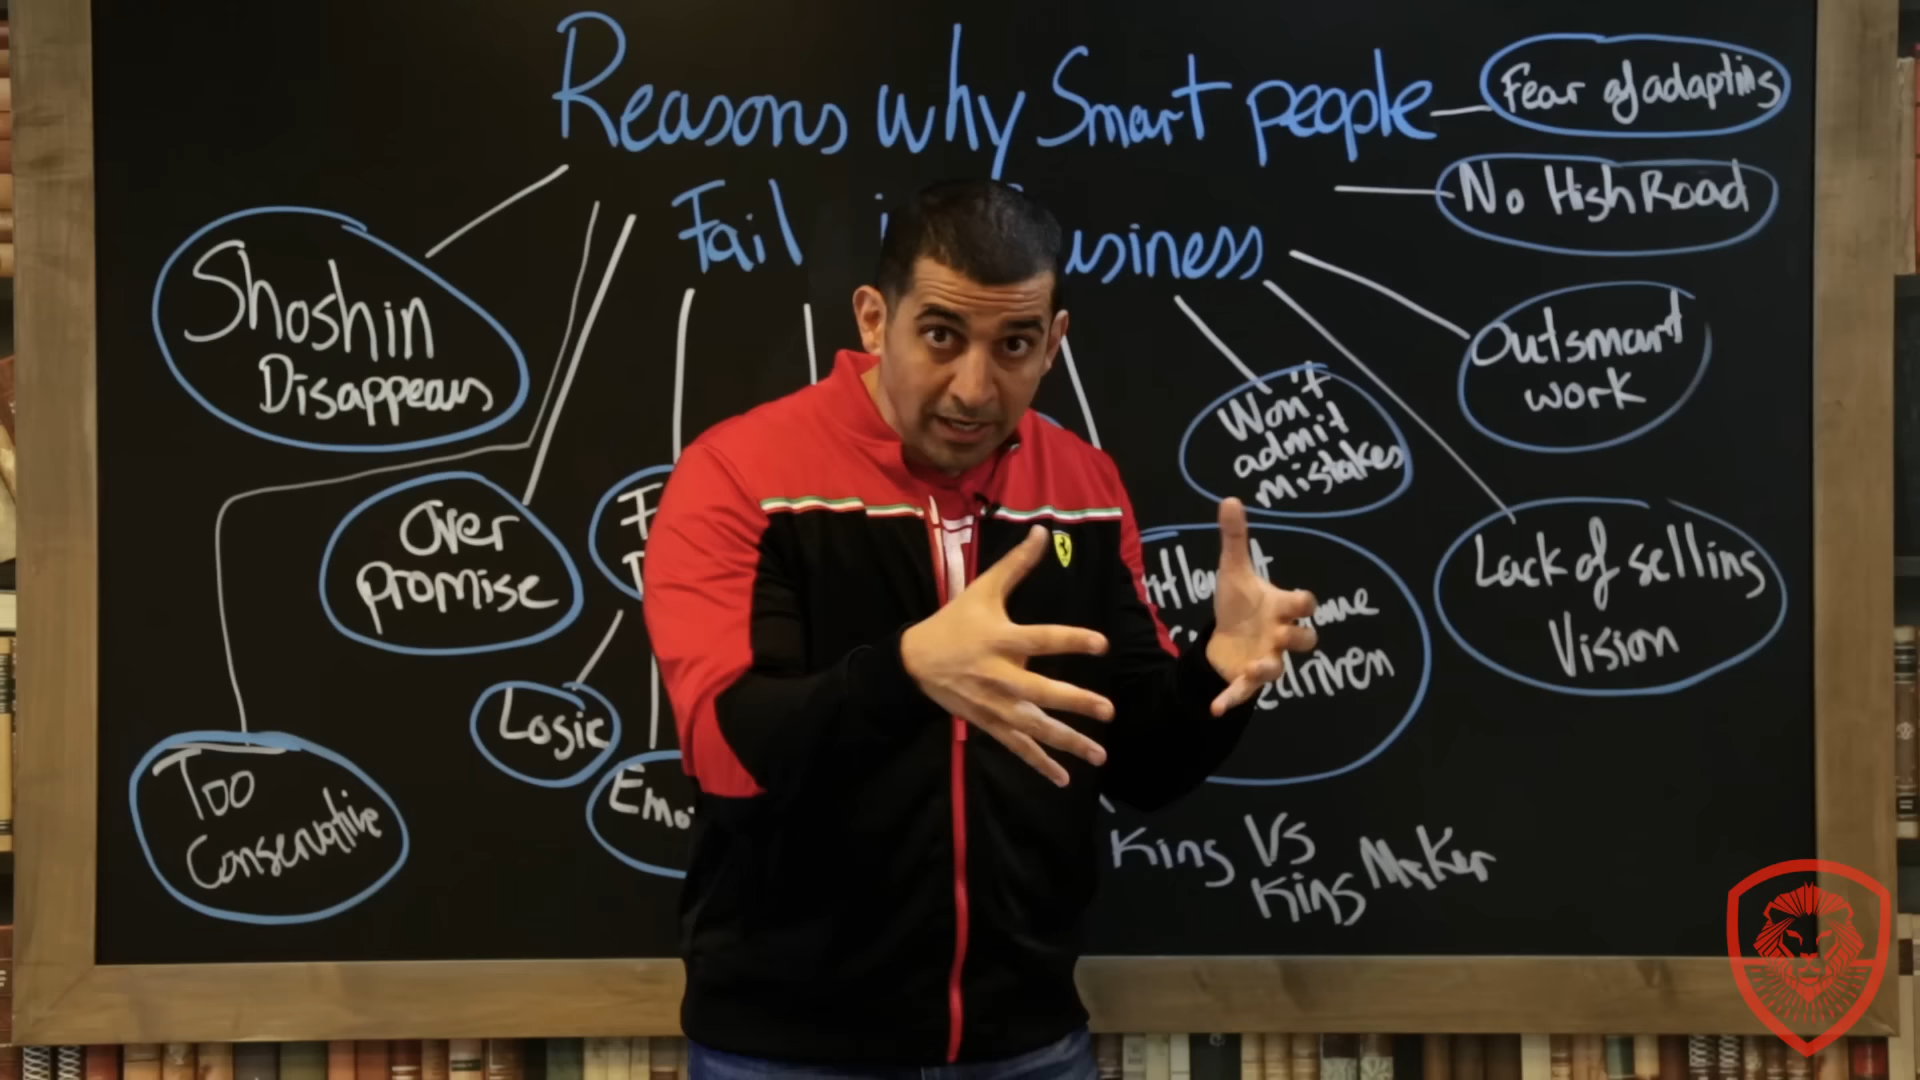 Reasons why Smart people
Fail
Fear of adapting
No High Road
Shoshin
Disappears
Outsmart
work
Won't
admit
mistakes
Over
promise
Lack of selling
Vision
driven
Logic
Too
Conservative
King Vs
King Maker